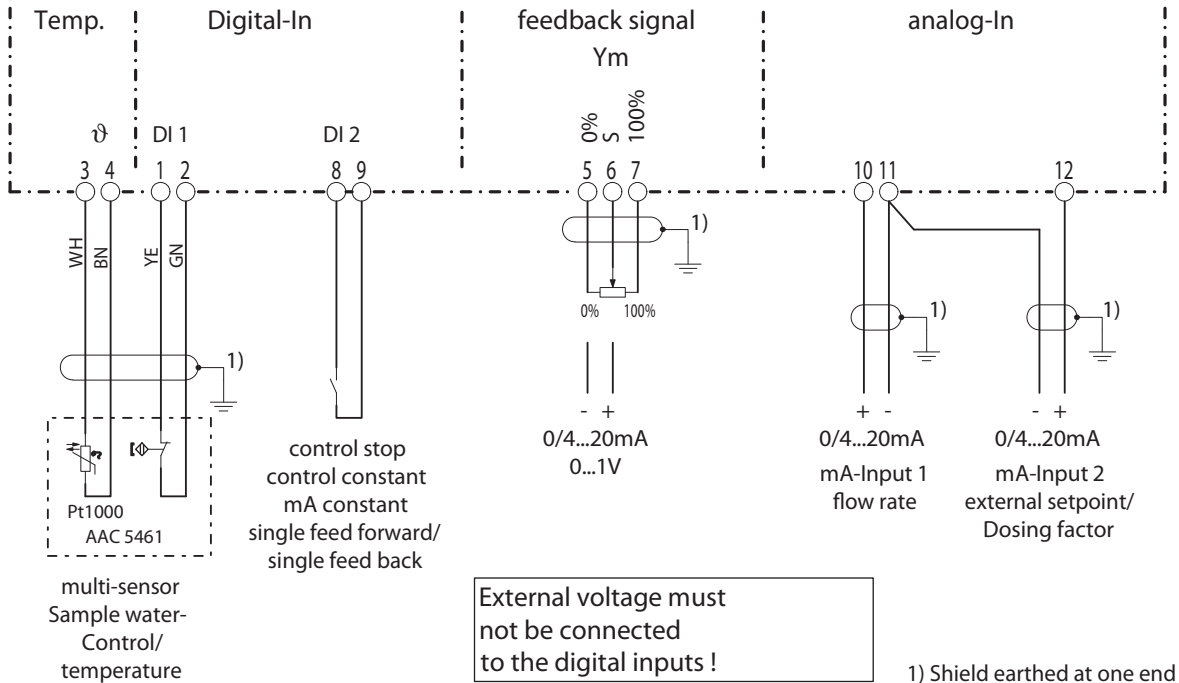 Temp.
Digital-In
feedback signal
Ym
analog-In
ϑ
DI 1
DI 2
0%
S
100%
3 4
1 2
8 9
5 6 7
10 11
12
WH
BN
YE
GN
1)
1)
1)
1)
0% 100%
- +
0/4...20mA
0...1V
+ -
0/4...20mA
mA-Input 1
flow rate
- +
0/4...20mA
mA-Input 2
external setpoint/
Dosing factor
control stop
control constant
mA constant
single feed forward/
single feed back
ϑ
Pt1000
AAC 5461
multi-sensor
Sample water-
Control/
temperature
External voltage must
not be connected
to the digital inputs !
1) Shield earthed at one end